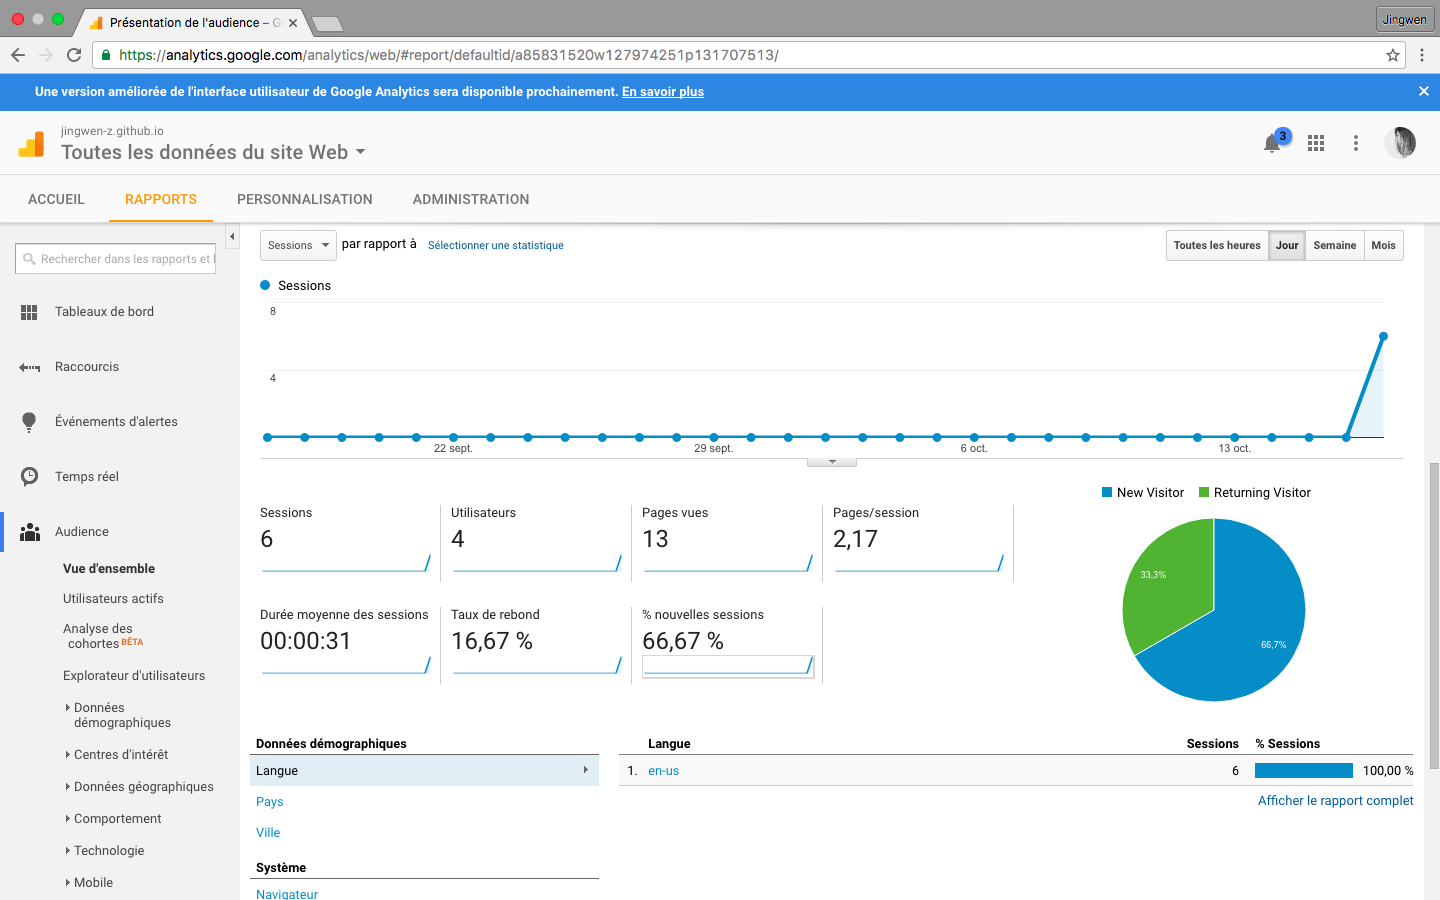 Présentation de l'audience – G
Jingwen
https://analytics.google.com/analytics/web/#report/defaultid/a85831520w127974251p131707513/
Une version améliorée de l'interface utilisateur de Google Analytics sera disponible prochainement. En savoir plus
jingwen-z.github.io
Toutes les données du site Web
3
ACCUEIL
RAPPORTS
PERSONNALISATION
ADMINISTRATION
Rechercher dans les rapports et l
Tableaux de bord
Raccourcis
Événements d'alertes
Temps réel
Audience
Vue d'ensemble
Utilisateurs actifs
Analyse des
cohortes BÊTA
Explorateur d'utilisateurs
Données
démographiques
Centres d'intérêt
Données géographiques
Comportement
Technologie
Mobile
Sessions par rapport à Sélectionner une statistique
Toutes les heures Jour Semaine Mois
Sessions
8
4
22 sept. 29 sept. 6 oct. 13 oct.
New Visitor Returning Visitor
Sessions
6
Utilisateurs
4
Pages vues
13
Pages/session
2,17
Durée moyenne des sessions
00:00:31
Taux de rebond
16,67 %
% nouvelles sessions
66,67 %
33,3%
66,7%
Données démographiques
Langue
Pays
Ville
Système
Navigateur
Langue Sessions % Sessions
1. en-us 6 100,00 %
Afficher le rapport complet